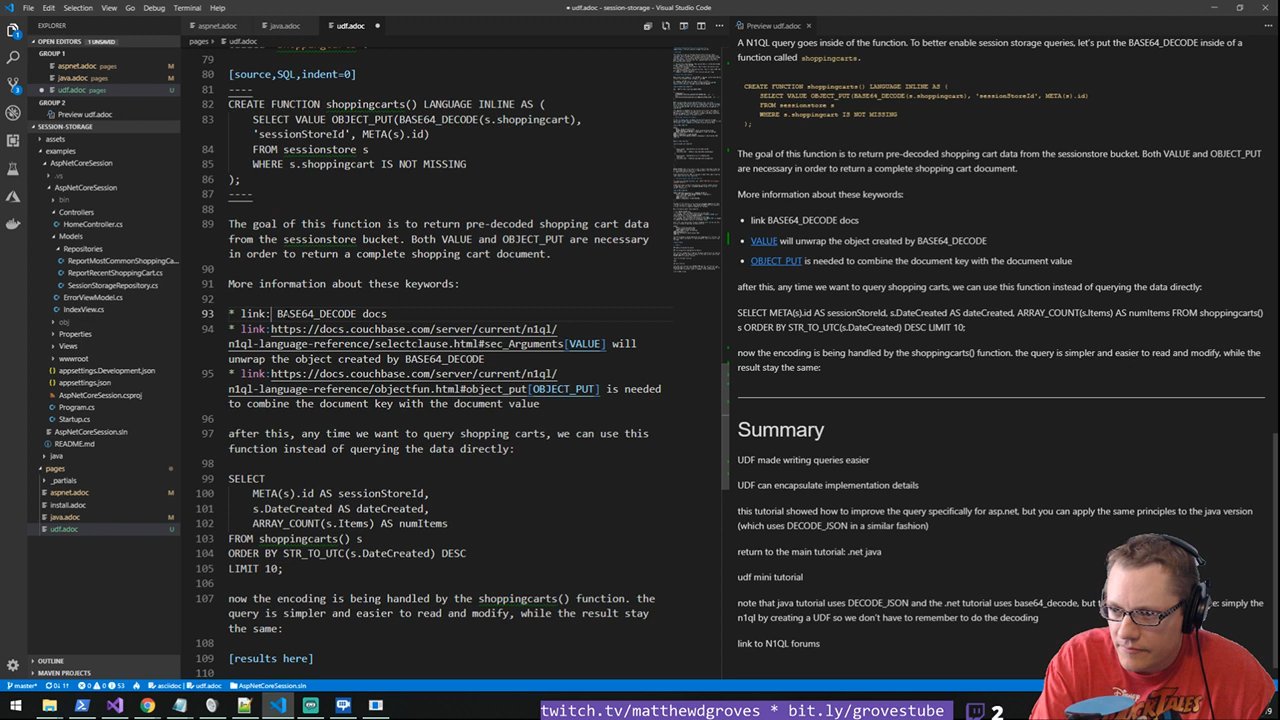 File Edit Selection View Go Debug Terminal Help
● udf.adoc - session-storage - Visual Studio Code
EXPLORER
OPEN EDITORS 1 UNSAVED
GROUP 1
aspnet.adoc pages M
java.adoc pages M
udf.adoc pages U
GROUP 2
Preview udf.adoc
SESSION-STORAGE
assets
examples
AspNetCoreSession
.vs
AspNetCoreSession
bin
Controllers
HomeController.cs
Models
Repositories
ReportMostCommonShoppingCa...
ReportRecentShoppingCart.cs
SessionStorageRepository.cs
ErrorViewModel.cs
IndexView.cs
obj
Properties
Views
wwwroot
appsettings.Development.json
appsettings.json
AspNetCoreSession.csproj
Program.cs
Startup.cs
AspNetCoreSession.sln
README.md
java
pages
_partials
aspnet.adoc M
install.adoc
java.adoc M
udf.adoc U
OUTLINE
MAVEN PROJECTS
aspnet.adoc
java.adoc
udf.adoc
pages > udf.adoc
79
80 [source,SQL,indent=0]
81 ----
82 CREATE FUNCTION shoppingcarts() LANGUAGE INLINE AS (
83 SELECT VALUE OBJECT_PUT(BASE64_DECODE(s.shoppingcart),
'sessionStoreId', META(s).id)
84 FROM sessionstore s
85 WHERE s.shoppingcart IS NOT MISSING
86 );
87 ----
88
89 The goal of this function is to return pre-decoded shopping cart data
from the sessionstore bucket. Both VALUE and OBJECT_PUT are necessary
in order to return a complete shopping cart document.
90
91 More information about these keywords:
92
93 * link: BASE64_DECODE docs
94 * link:https://docs.couchbase.com/server/current/n1ql/
n1ql-language-reference/selectclause.html#sec_Arguments[VALUE] will
unwrap the object created by BASE64_DECODE
95 * link:https://docs.couchbase.com/server/current/n1ql/
n1ql-language-reference/objectfun.html#object_put[OBJECT_PUT] is needed
to combine the document key with the document value
96
97 after this, any time we want to query shopping carts, we can use this
function instead of querying the data directly:
98
99 SELECT
100 META(s).id AS sessionStoreId,
101 s.DateCreated AS dateCreated,
102 ARRAY_COUNT(s.Items) AS numItems
103 FROM shoppingcarts() s
104 ORDER BY STR_TO_UTC(s.DateCreated) DESC
105 LIMIT 10;
106
107 now the encoding is being handled by the shoppingcarts() function. the
query is simpler and easier to read and modify, while the result stay
the same:
108
109 [results here]
110
Preview udf.adoc
A N1QL query goes inside of the function. To better enable session storage queries, let's put the BASE64_DECODE inside of a
function called shoppingcarts.
CREATE FUNCTION shoppingcarts() LANGUAGE INLINE AS (
SELECT VALUE OBJECT_PUT(BASE64_DECODE(s.shoppingcart), 'sessionStoreId', META(s).id)
FROM sessionstore s
WHERE s.shoppingcart IS NOT MISSING
);
The goal of this function is to return pre-decoded shopping cart data from the sessionstore bucket. Both VALUE and OBJECT_PUT
are necessary in order to return a complete shopping cart document.
More information about these keywords:
• link BASE64_DECODE docs
• VALUE will unwrap the object created by BASE64_DECODE
• OBJECT_PUT is needed to combine the document key with the document value
after this, any time we want to query shopping carts, we can use this function instead of querying the data directly:
SELECT META(s).id AS sessionStoreId, s.DateCreated AS dateCreated, ARRAY_COUNT(s.Items) AS numItems FROM shoppingcarts()
s ORDER BY STR_TO_UTC(s.DateCreated) DESC LIMIT 10;
now the encoding is being handled by the shoppingcarts() function. the query is simpler and easier to read and modify, while the
result stay the same:
Summary
UDF made writing queries easier
UDF can encapsulate implementation details
this tutorial showed how to improve the query specifically for asp.net, but you can apply the same principles to the java version
(which uses DECODE_JSON in a similar fashion)
return to the main tutorial: .net java
udf mini tutorial
note that java tutorial uses DECODE_JSON and the .net tutorial uses base64_decode, but simply the
n1ql by creating a UDF so we don't have to remember to do the decoding
link to N1QL forums
master* 0↓ 1↑ 0 0 53 asciidoc udf.adoc AspNetCoreSession.sln
twitch.tv/matthewdgroves * bit.ly/grovestube
2